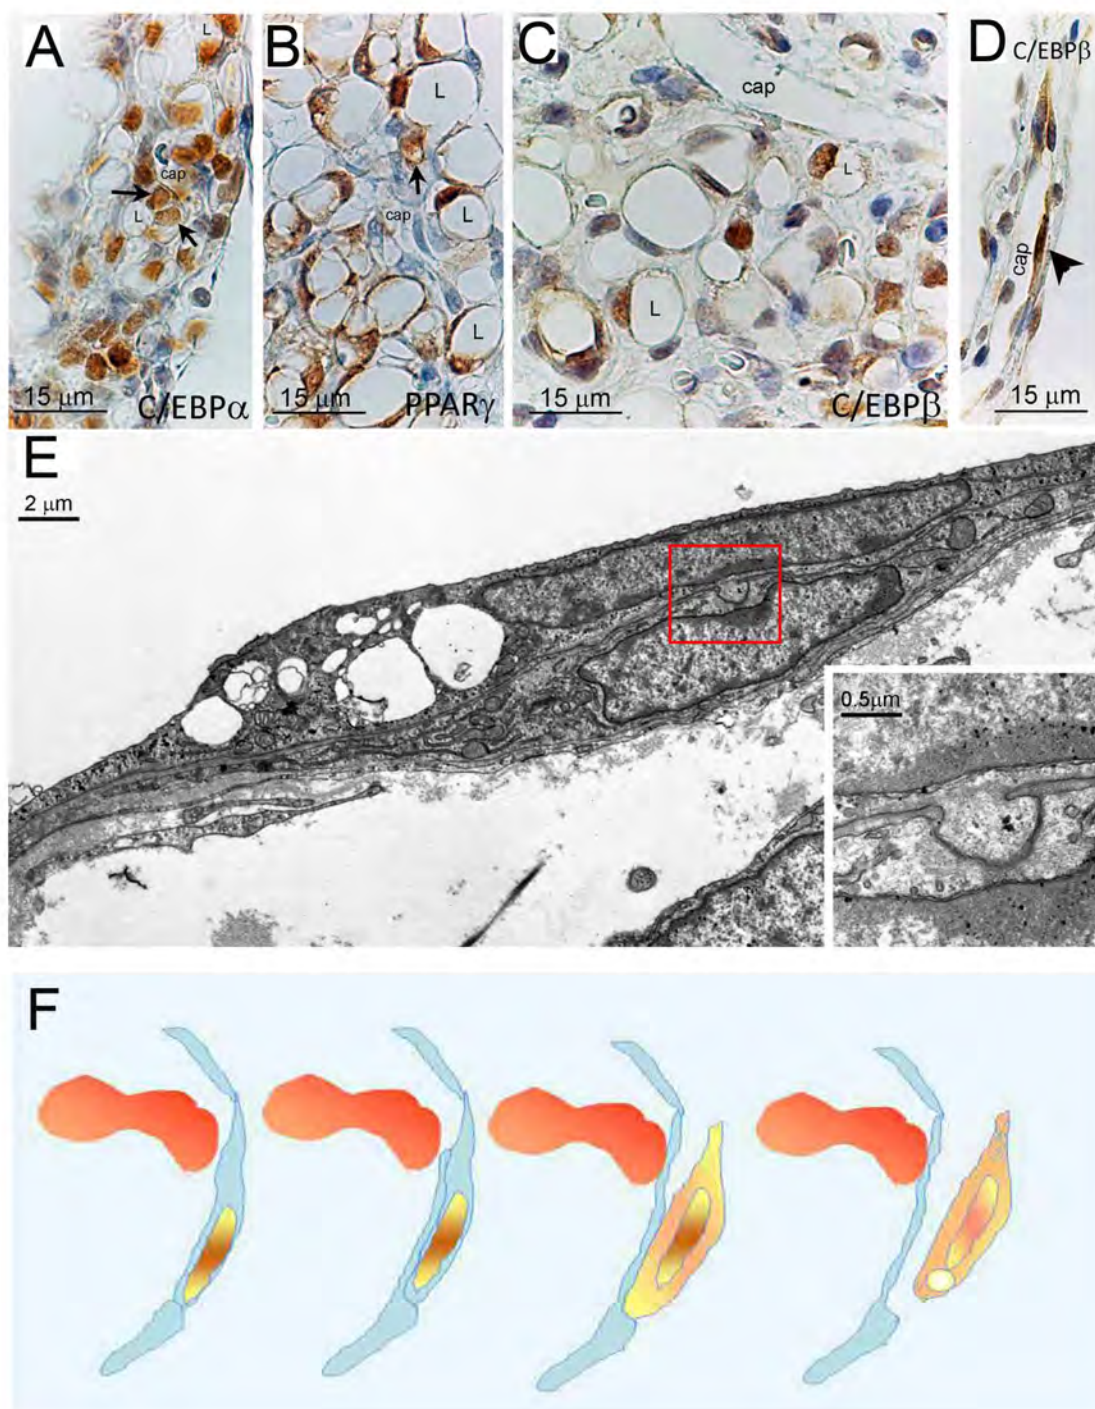 A
L
cap
L
15 μm
C/EBPα
B
L
cap
L
L
15 μm
PPARγ
C
cap
L
L
15 μm
C/EBPβ
D
C/EBPβ
cap
15 μm
E
2 μm
0.5μm
F